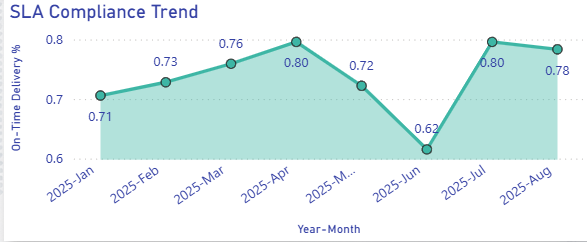 SLA Compliance Trend
On-Time Delivery %
0.8
0.7
0.6
0.71
0.73
0.76
0.80
0.72
0.62
0.80
0.78
2025-Jan
2025-Feb
2025-Mar
2025-Apr
2025-M...
2025-Jun
2025-Jul
2025-Aug
Year-Month